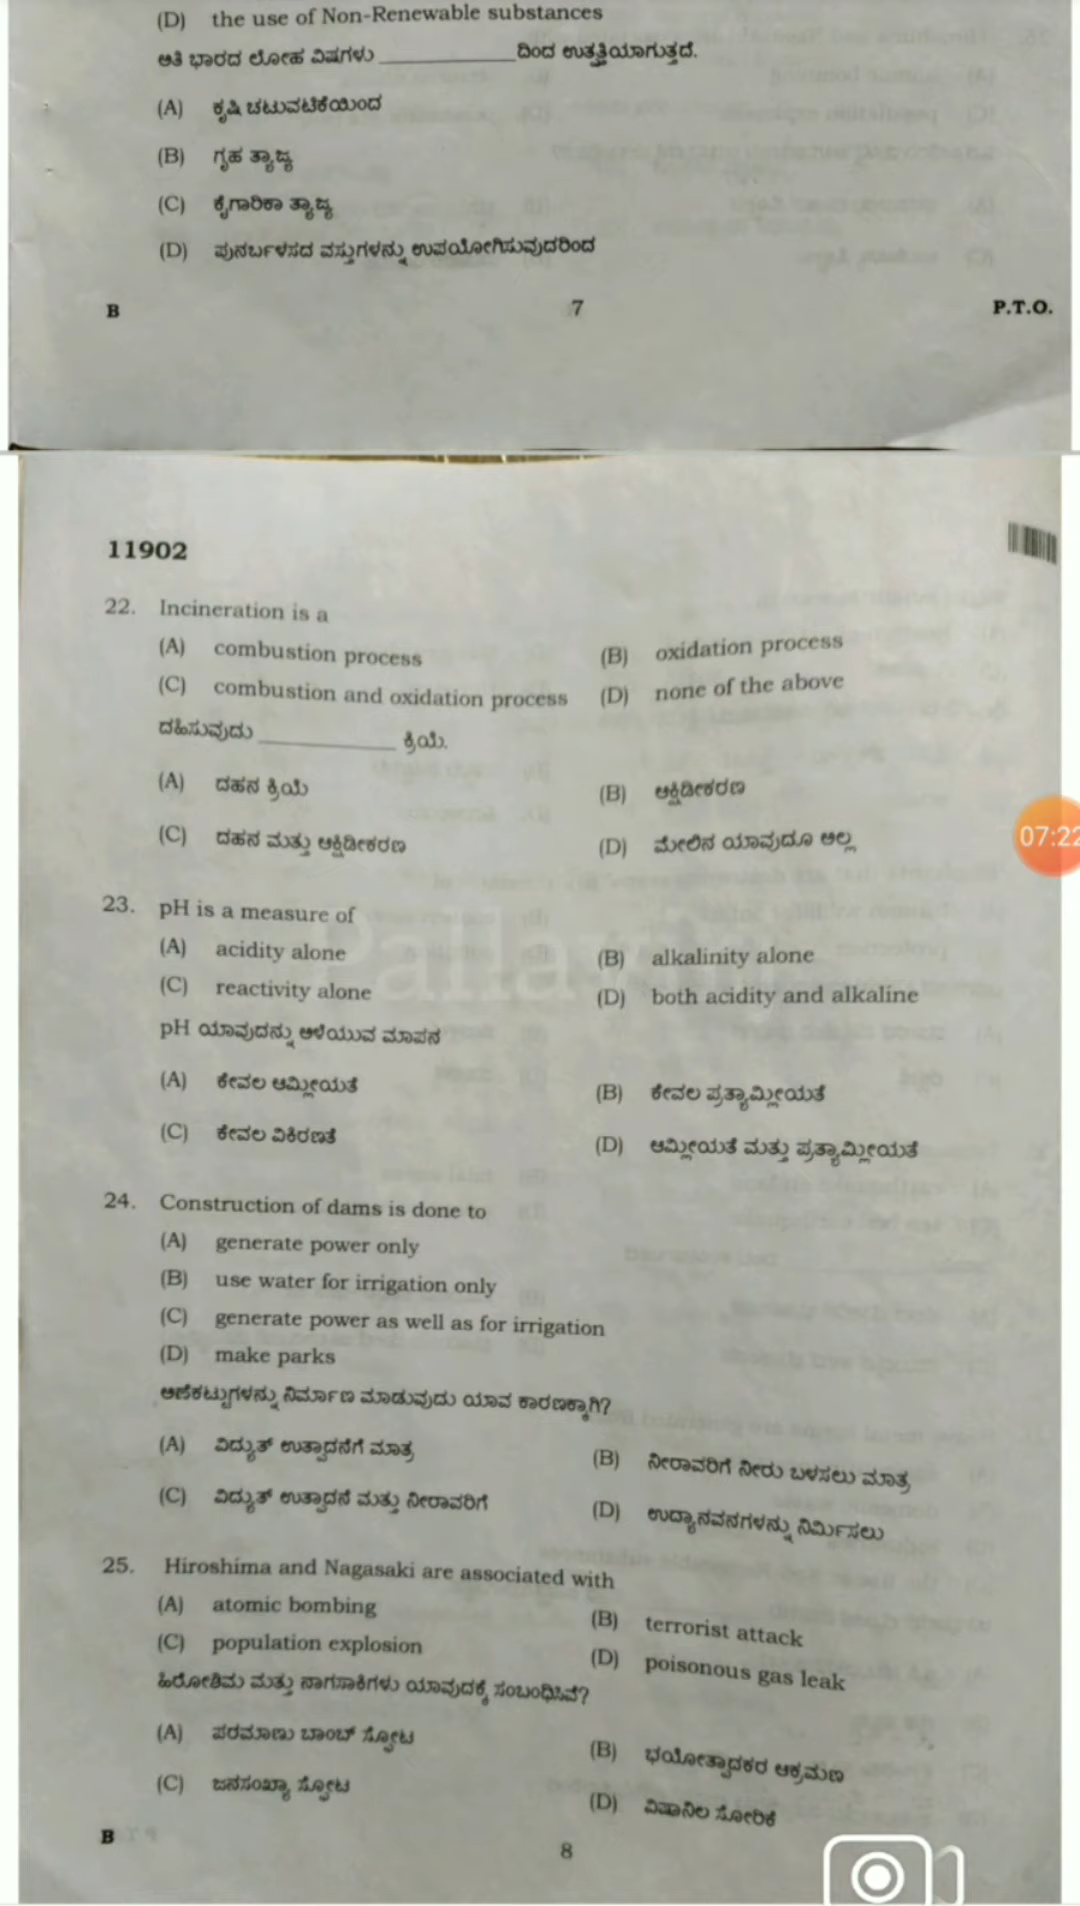 (D) the use of Non-Renewable substances
ಅತಿ ಭಾರದ ಲೋಹ ವಿಷಗಳು ____________ದಿಂದ ಉತ್ಪತ್ತಿಯಾಗುತ್ತದೆ.
(A) ಕೃಷಿ ಚಟುವಟಿಕೆಯಿಂದ
(B) ಗೃಹ ತ್ಯಾಜ್ಯ
(C) ಕೈಗಾರಿಕಾ ತ್ಯಾಜ್ಯ
(D) ಪುನರ್ಬಳಸದ ವಸ್ತುಗಳನ್ನು ಉಪಯೋಗಿಸುವುದರಿಂದ
B 7 P.T.O.
11902
22. Incineration is a
(A) combustion process (B) oxidation process
(C) combustion and oxidation process (D) none of the above
ದಹಿಸುವುದು ____________ ಕ್ರಿಯೆ.
(A) ದಹನ ಕ್ರಿಯೆ (B) ಆಕ್ಸಿಡೀಕರಣ
(C) ದಹನ ಮತ್ತು ಆಕ್ಸಿಡೀಕರಣ (D) ಮೇಲಿನ ಯಾವುದೂ ಅಲ್ಲ
07:22
23. pH is a measure of
(A) acidity alone (B) alkalinity alone
(C) reactivity alone (D) both acidity and alkaline
pH ಯಾವುದನ್ನು ಅಳೆಯುವ ಮಾಪನ
(A) ಕೇವಲ ಆಮ್ಲೀಯತೆ (B) ಕೇವಲ ಪ್ರತ್ಯಾಮ್ಲೀಯತೆ
(C) ಕೇವಲ ವಿಕಿರಣತೆ (D) ಆಮ್ಲೀಯತೆ ಮತ್ತು ಪ್ರತ್ಯಾಮ್ಲೀಯತೆ
24. Construction of dams is done to
(A) generate power only
(B) use water for irrigation only
(C) generate power as well as for irrigation
(D) make parks
ಆಣೆಕಟ್ಟುಗಳನ್ನು ನಿರ್ಮಾಣ ಮಾಡುವುದು ಯಾವ ಕಾರಣಕ್ಕಾಗಿ?
(A) ವಿದ್ಯುತ್ ಉತ್ಪಾದನೆಗೆ ಮಾತ್ರ (B) ನೀರಾವರಿಗೆ ನೀರು ಬಳಸಲು ಮಾತ್ರ
(C) ವಿದ್ಯುತ್ ಉತ್ಪಾದನೆ ಮತ್ತು ನೀರಾವರಿಗೆ (D) ಉದ್ಯಾನವನಗಳನ್ನು ನಿರ್ಮಿಸಲು
25. Hiroshima and Nagasaki are associated with
(A) atomic bombing (B) terrorist attack
(C) population explosion (D) poisonous gas leak
ಹಿರೋಶಿಮ ಮತ್ತು ನಾಗಸಾಕಿಗಳು ಯಾವುದಕ್ಕೆ ಸಂಬಂಧಿಸಿವೆ?
(A) ಪರಮಾಣು ಬಾಂಬ್ ಸ್ಫೋಟ (B) ಭಯೋತ್ಪಾದಕರ ಆಕ್ರಮಣ
(C) ಜನಸಂಖ್ಯಾ ಸ್ಫೋಟ (D) ವಿಷಾನಿಲ ಸೋರಿಕೆ
B 8